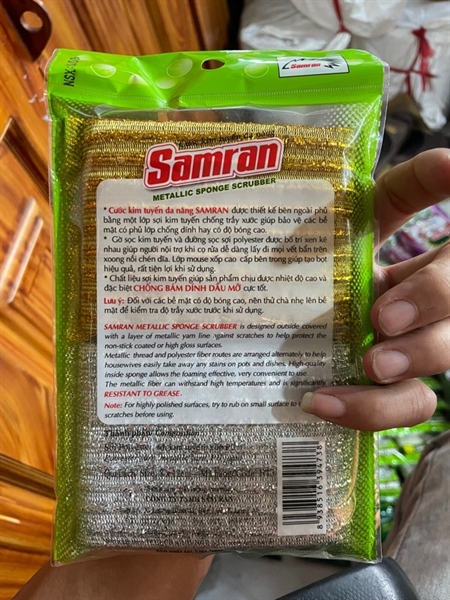 Samran
Samran
METALLIC SPONGE SCRUBBER
* Cước kim tuyến đa năng SAMRAN được thiết kê bên ngoài phủ
bằng một lớp sợi kim tuyến chống trầy xước giúp bảo vệ các bề
mặt có phủ lớp chống dính hay có độ bóng cao.
* Gờ sọc kim tuyến và đường sọc sợi polyester được bố trí xen kẽ
nhau giúp người nội trợ khi cọ rửa dễ dàng lấy đi mọi vết bẩn trên
xoong nồi chén dĩa. Lớp mouse xốp cao cấp bên trong giúp tạo bọt
hiệu quả, rất tiện lợi khi sử dụng.
* Chất liệu sợi kim tuyến giúp sản phẩm chịu được nhiệt độ cao và
đặc biệt CHỐNG BÁM DÍNH DẦU MỠ cực tốt.
Lưu ý: Đối với các bề mặt có độ bóng cao, nên thử chà nhẹ lên bề
mặt để kiểm tra độ trầy xước trước khi sử dụng.
SAMRAN METALLIC SPONGE SCRUBBER is designed outside covered
with a layer of metallic yarn line against scratches to help protect the
non-stick coated or high gloss surfaces.
Metallic thread and polyester fiber routes are arranged alternately to help
housewives easily take away any stains on pots and dishes. High-quality
inside sponge allows the foaming effective, very convenient to use.
The metallic fiber can withstand high temperatures and is significantly
RESISTANT TO GREASE.
Note: For highly polished surfaces, try to rub on small surface to
scratches before using.